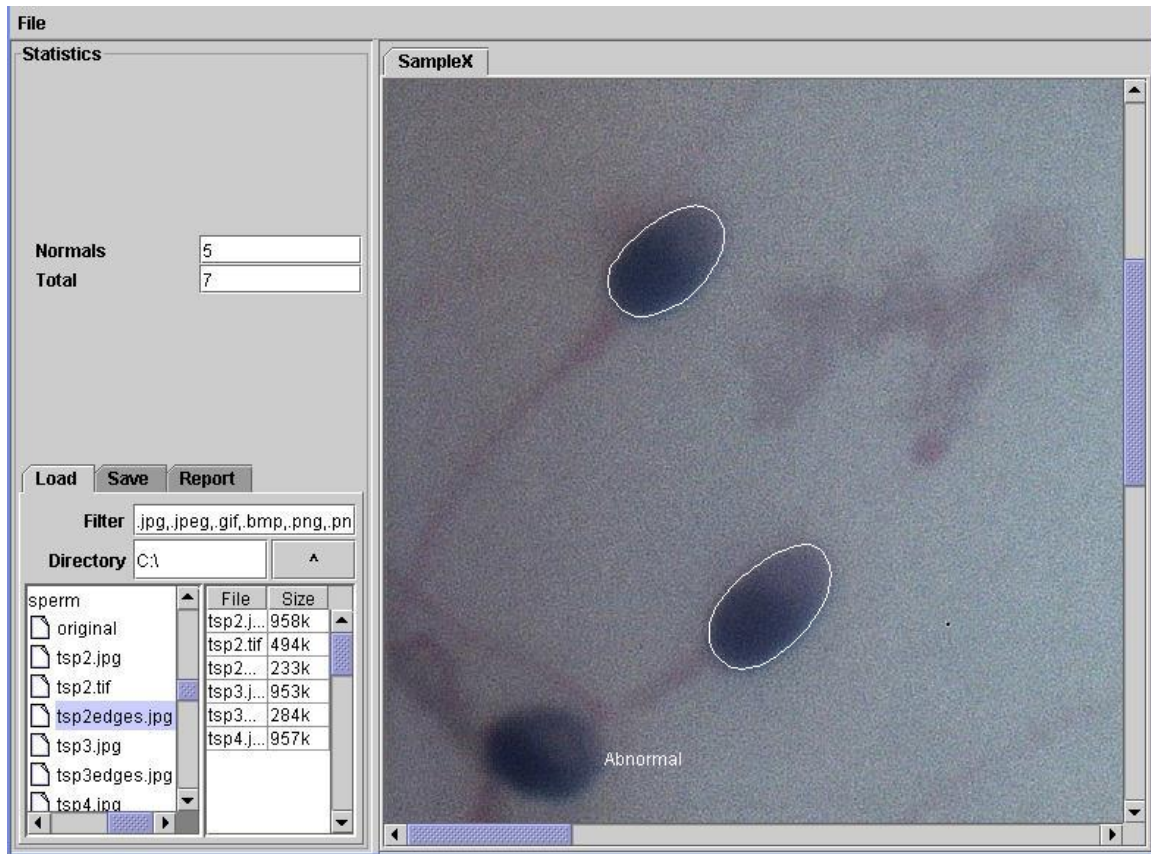 File
Statistics
SampleX
Normals 5
Total 7
Load Save Report
Filter .jpg,.jpeg,.gif,.bmp,.png,.pn
Directory C:\ ^
sperm
original
tsp2.jpg
tsp2.tif
tsp2edges.jpg
tsp3.jpg
tsp3edges.jpg
tsp4.jpg
File Size
tsp2.j... 958k
tsp2.tif 494k
tsp2... 233k
tsp3.j... 953k
tsp3... 284k
tsp4.j... 957k
Abnormal